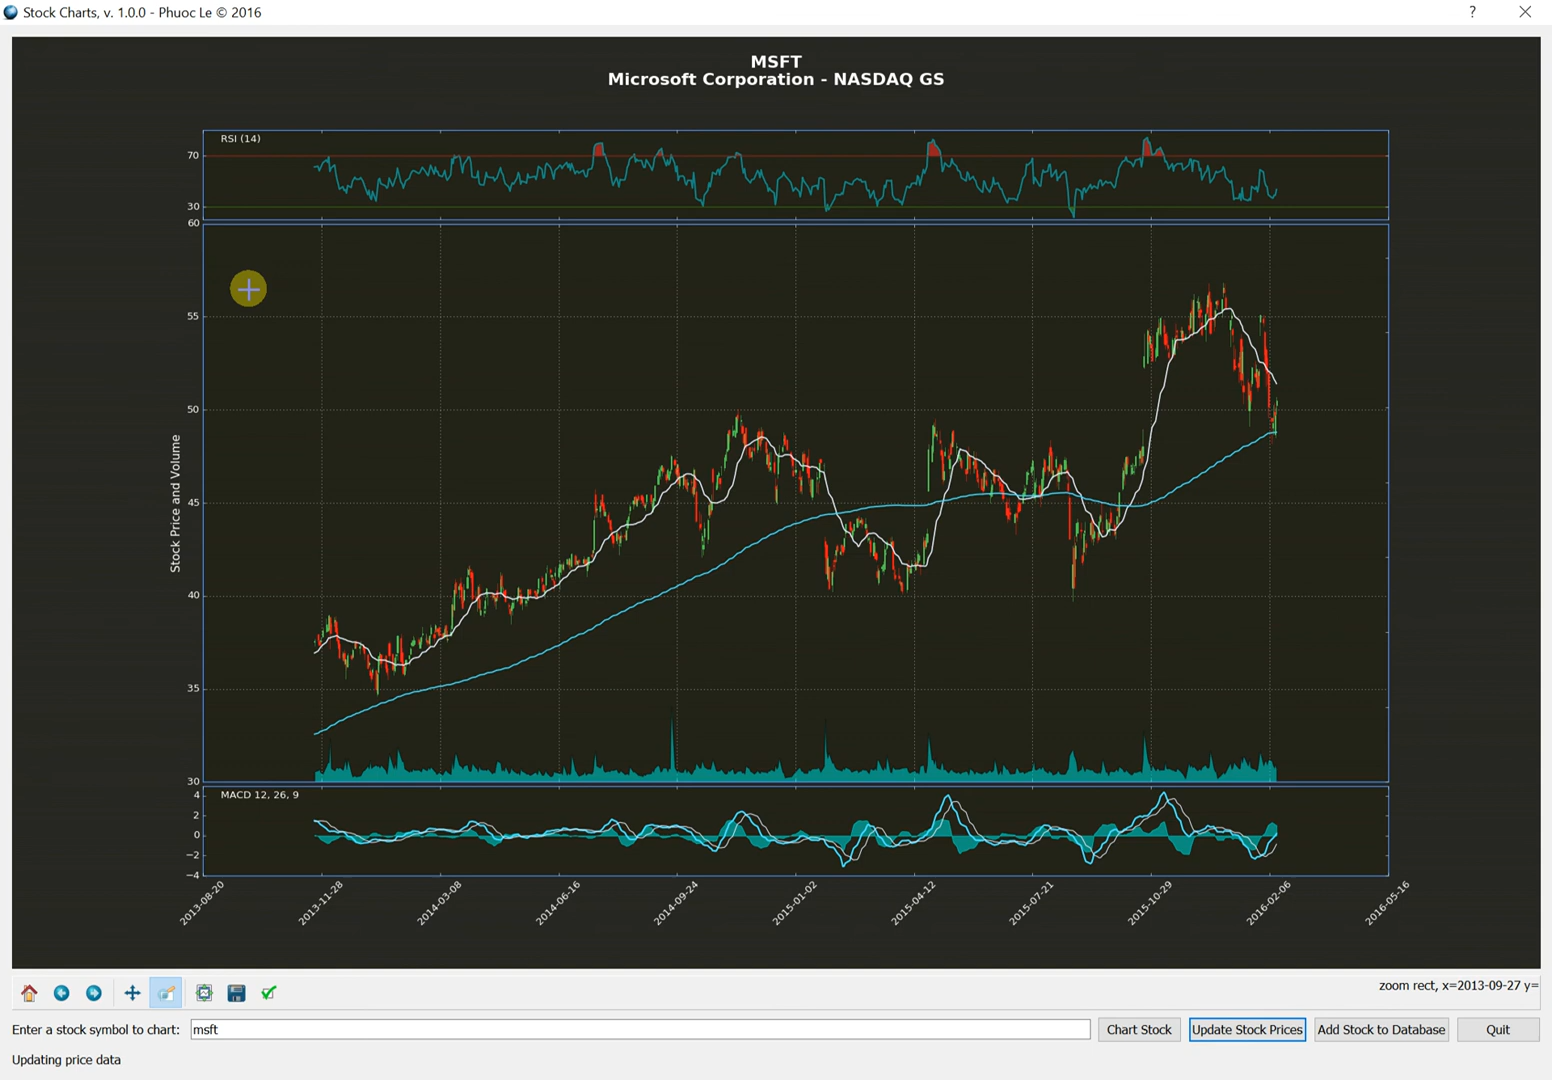 Stock Charts, v. 1.0.0 - Phuoc Le © 2016
?
MSFT
Microsoft Corporation - NASDAQ GS
RSI (14)
70
30
60
55
50
45
40
35
30
Stock Price and Volume
MACD 12, 26, 9
4
2
0
−2
−4
2013-08-20
2013-11-28
2014-03-08
2014-06-16
2014-09-24
2015-01-02
2015-04-12
2015-07-21
2015-10-29
2016-02-06
2016-05-16
zoom rect, x=2013-09-27 y=
Enter a stock symbol to chart: msft Chart Stock Update Stock Prices Add Stock to Database Quit
Updating price data